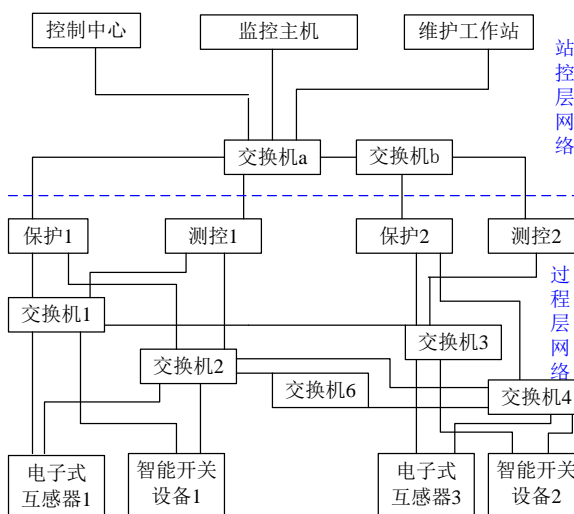 控制中心
监控主机
维护工作站
站控层网络
交换机a
交换机b
保护1
测控1
保护2
测控2
过程层网络
交换机1
交换机3
交换机2
交换机6
交换机4
电子式
互感器1
智能开关
设备1
电子式
互感器3
智能开关
设备2